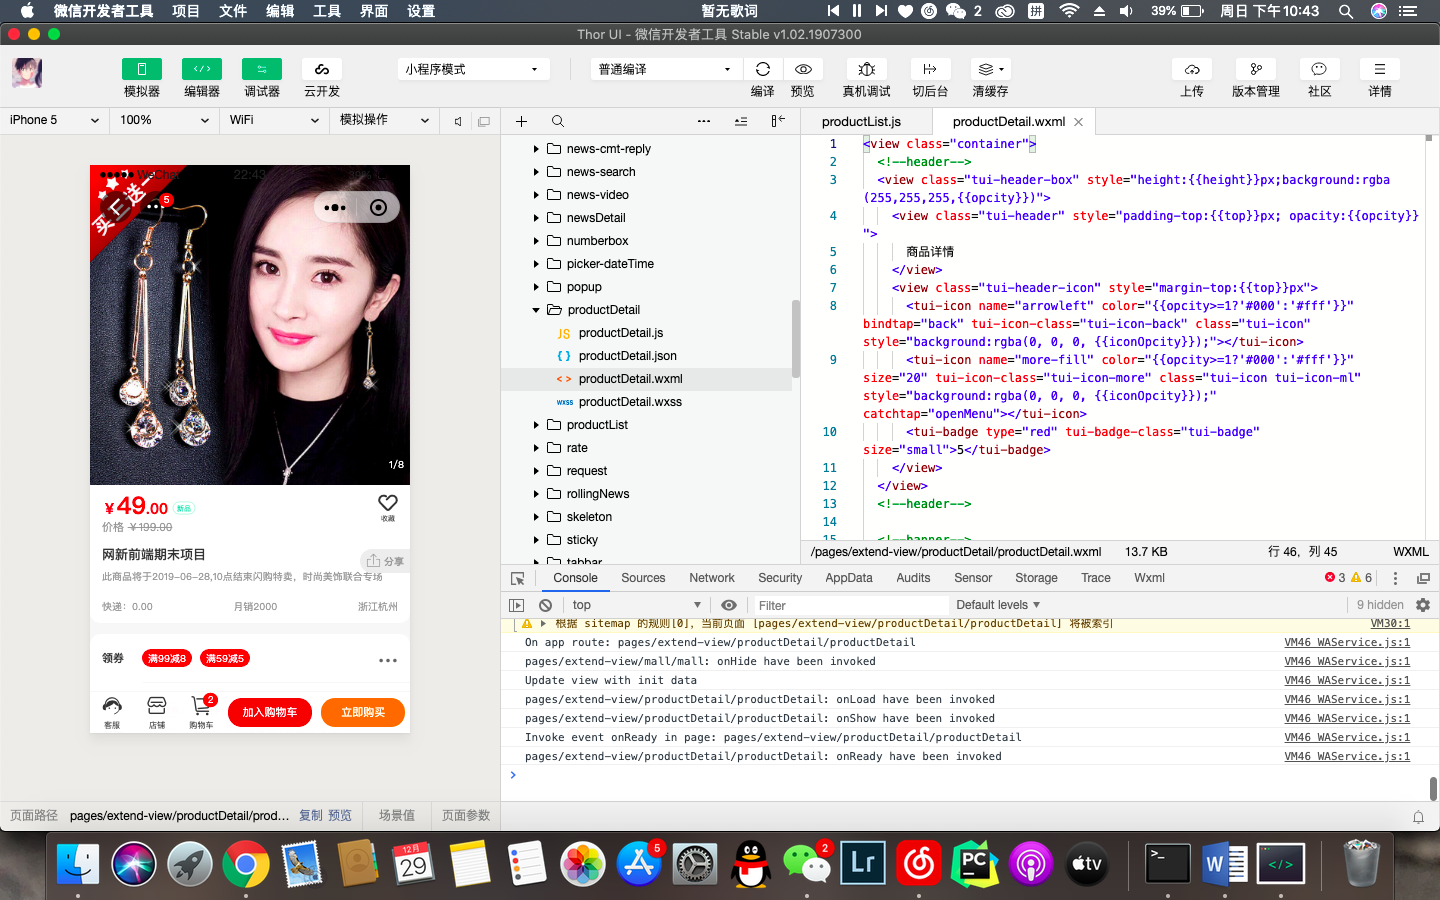 微信开发者工具 项目 文件 编辑 工具 界面 设置 暂无歌词 2 拼 39% 周日 下午10:43
Thor UI - 微信开发者工具 Stable v1.02.1907300
模拟器 编辑器 调试器 云开发
小程序模式
普通编译
编译 预览 真机调试 切后台 清缓存
上传 版本管理 社区 详情
iPhone 5 100% WiFi 模拟操作
WeChat 22:43
买一送一
5
1/8
¥49.00 新品
收藏
价格 ¥199.00
网新前端期末项目
分享
此商品将于2019-06-28,10点结束闪购特卖，时尚美饰联合专场
快递：0.00 月销2000 浙江杭州
领券 满99减8 满59减5
客服 店铺 购物车 2 加入购物车 立即购买
页面路径 pages/extend-view/productDetail/prod... 复制 预览 场景值 页面参数
news-cmt-reply
news-search
news-video
newsDetail
numberbox
picker-dateTime
popup
productDetail
JS productDetail.js
{ } productDetail.json
< > productDetail.wxml
wxss productDetail.wxss
productList
rate
request
rollingNews
skeleton
sticky
tabbar
productList.js productDetail.wxml
1 <view class="container">
2 <!--header-->
3 <view class="tui-header-box" style="height:{{height}}px;background:rgba
(255,255,255,{{opcity}})">
4 <view class="tui-header" style="padding-top:{{top}}px; opacity:{{opcity}}
">
5 商品详情
6 </view>
7 <view class="tui-header-icon" style="margin-top:{{top}}px">
8 <tui-icon name="arrowleft" color="{{opcity>=1?'#000':'#fff'}}"
bindtap="back" tui-icon-class="tui-icon-back" class="tui-icon"
style="background:rgba(0, 0, 0, {{iconOpcity}});"></tui-icon>
9 <tui-icon name="more-fill" color="{{opcity>=1?'#000':'#fff'}}"
size="20" tui-icon-class="tui-icon-more" class="tui-icon tui-icon-ml"
style="background:rgba(0, 0, 0, {{iconOpcity}});"
catchtap="openMenu"></tui-icon>
10 <tui-badge type="red" tui-badge-class="tui-badge"
size="small">5</tui-badge>
11 </view>
12 </view>
13 <!--header-->
14
15 <!--banner-->
/pages/extend-view/productDetail/productDetail.wxml 13.7 KB 行 46，列 45 WXML
Console Sources Network Security AppData Audits Sensor Storage Trace Wxml 3 6
top Filter Default levels 9 hidden
根据 sitemap 的规则[0]，当前页面 [pages/extend-view/productDetail/productDetail] 将被索引 VM30:1
On app route: pages/extend-view/productDetail/productDetail VM46 WAService.js:1
pages/extend-view/mall/mall: onHide have been invoked VM46 WAService.js:1
Update view with init data VM46 WAService.js:1
pages/extend-view/productDetail/productDetail: onLoad have been invoked VM46 WAService.js:1
pages/extend-view/productDetail/productDetail: onShow have been invoked VM46 WAService.js:1
Invoke event onReady in page: pages/extend-view/productDetail/productDetail VM46 WAService.js:1
pages/extend-view/productDetail/productDetail: onReady have been invoked VM46 WAService.js:1
12月
29
5
2
Lr
PC
tv
W
</>